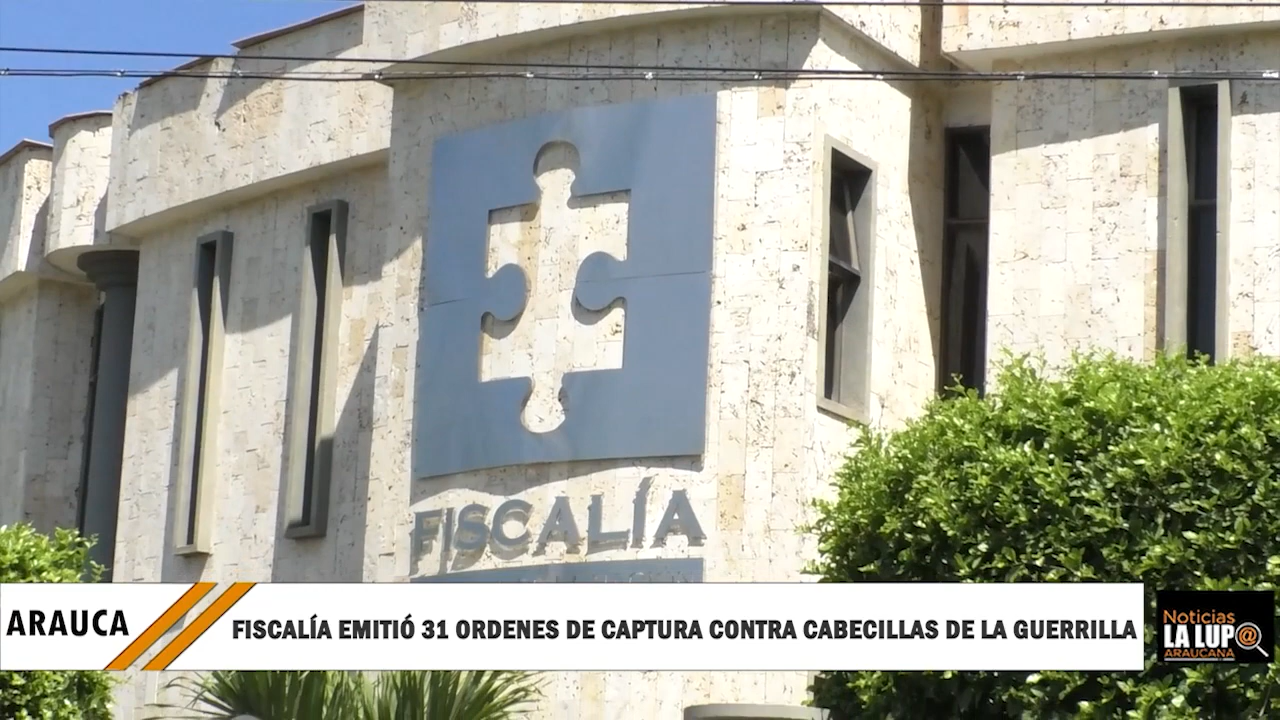 FISCALÍA
ARAUCA
FISCALÍA EMITIÓ 31 ORDENES DE CAPTURA CONTRA CABECILLAS DE LA GUERRILLA
Noticias
LA LUP@
ARAUCANA